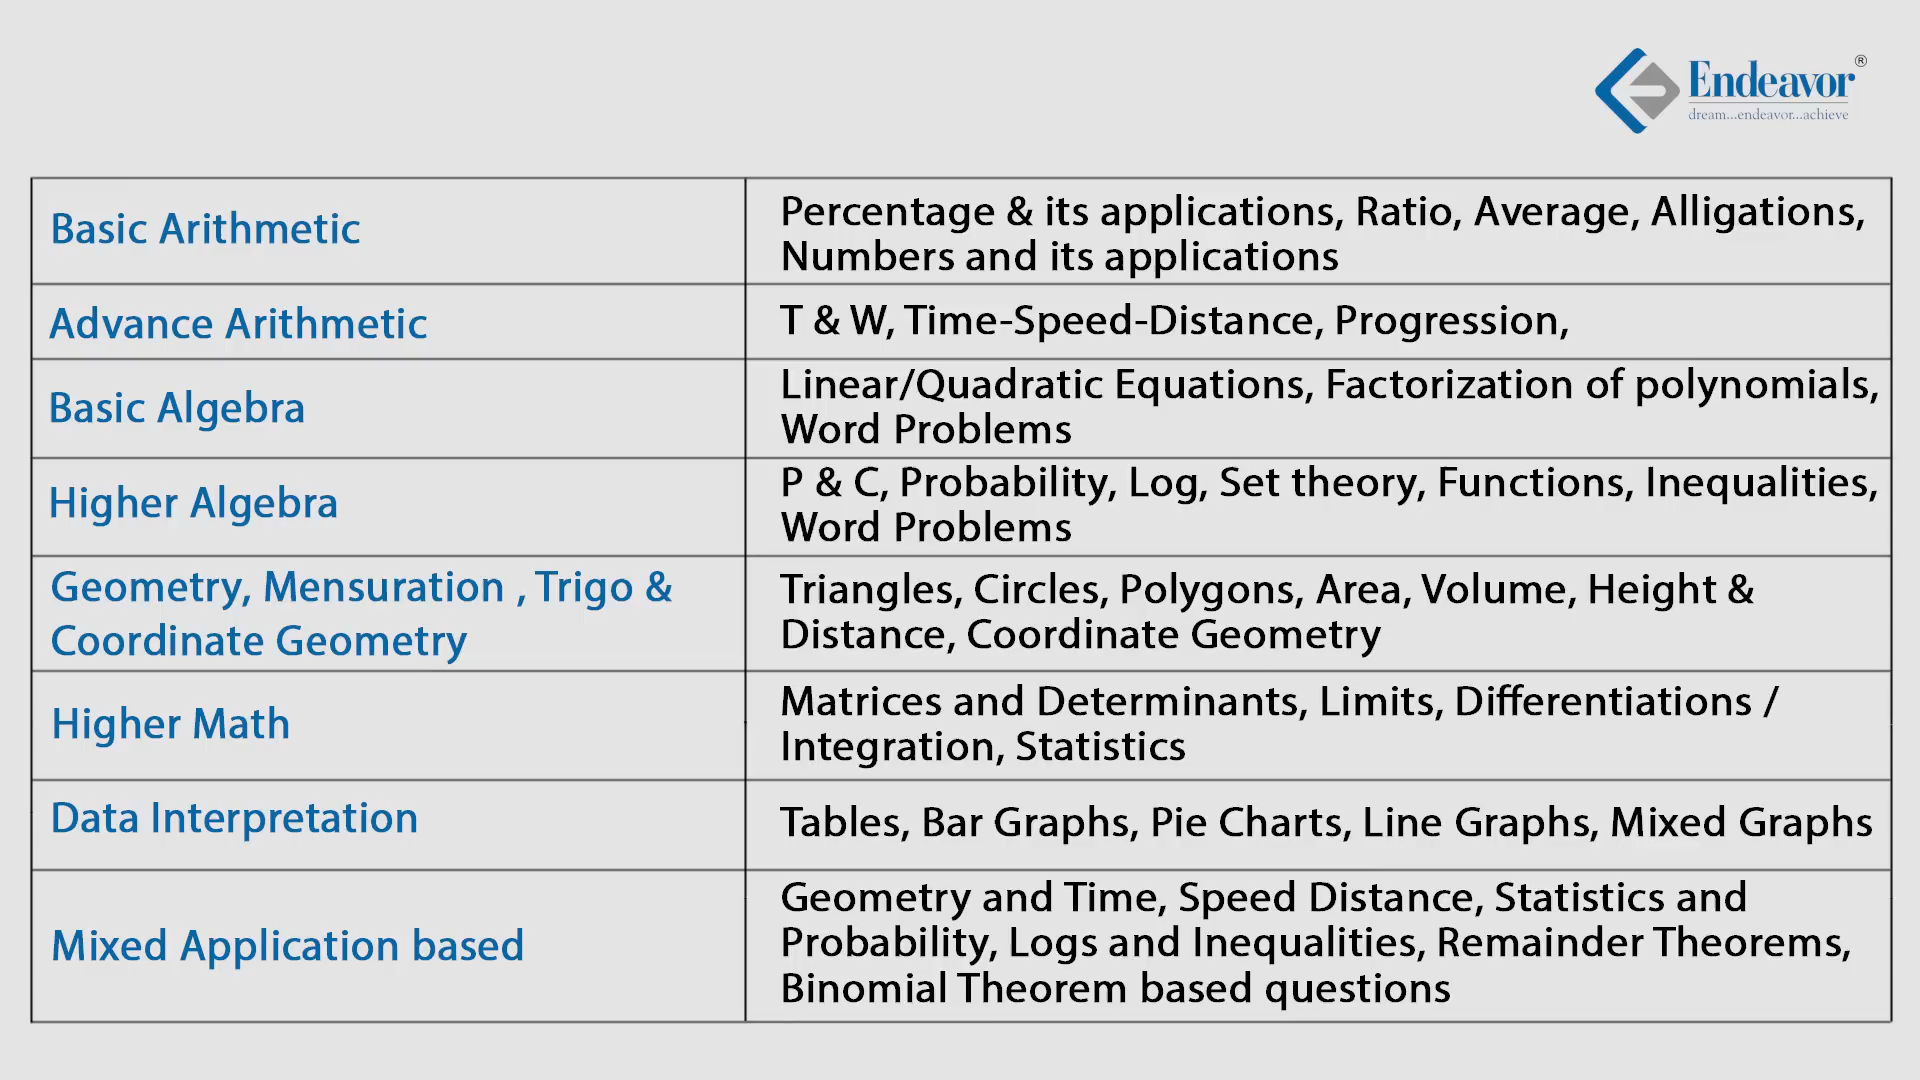 Endeavor®
dream...endeavor...achieve
Basic Arithmetic
Percentage & its applications, Ratio, Average, Alligations,
Numbers and its applications
Advance Arithmetic
T & W, Time-Speed-Distance, Progression,
Basic Algebra
Linear/Quadratic Equations, Factorization of polynomials,
Word Problems
Higher Algebra
P & C, Probability, Log, Set theory, Functions, Inequalities,
Word Problems
Geometry, Mensuration , Trigo &
Coordinate Geometry
Triangles, Circles, Polygons, Area, Volume, Height &
Distance, Coordinate Geometry
Higher Math
Matrices and Determinants, Limits, Differentiations /
Integration, Statistics
Data Interpretation
Tables, Bar Graphs, Pie Charts, Line Graphs, Mixed Graphs
Mixed Application based
Geometry and Time, Speed Distance, Statistics and
Probability, Logs and Inequalities, Remainder Theorems,
Binomial Theorem based questions